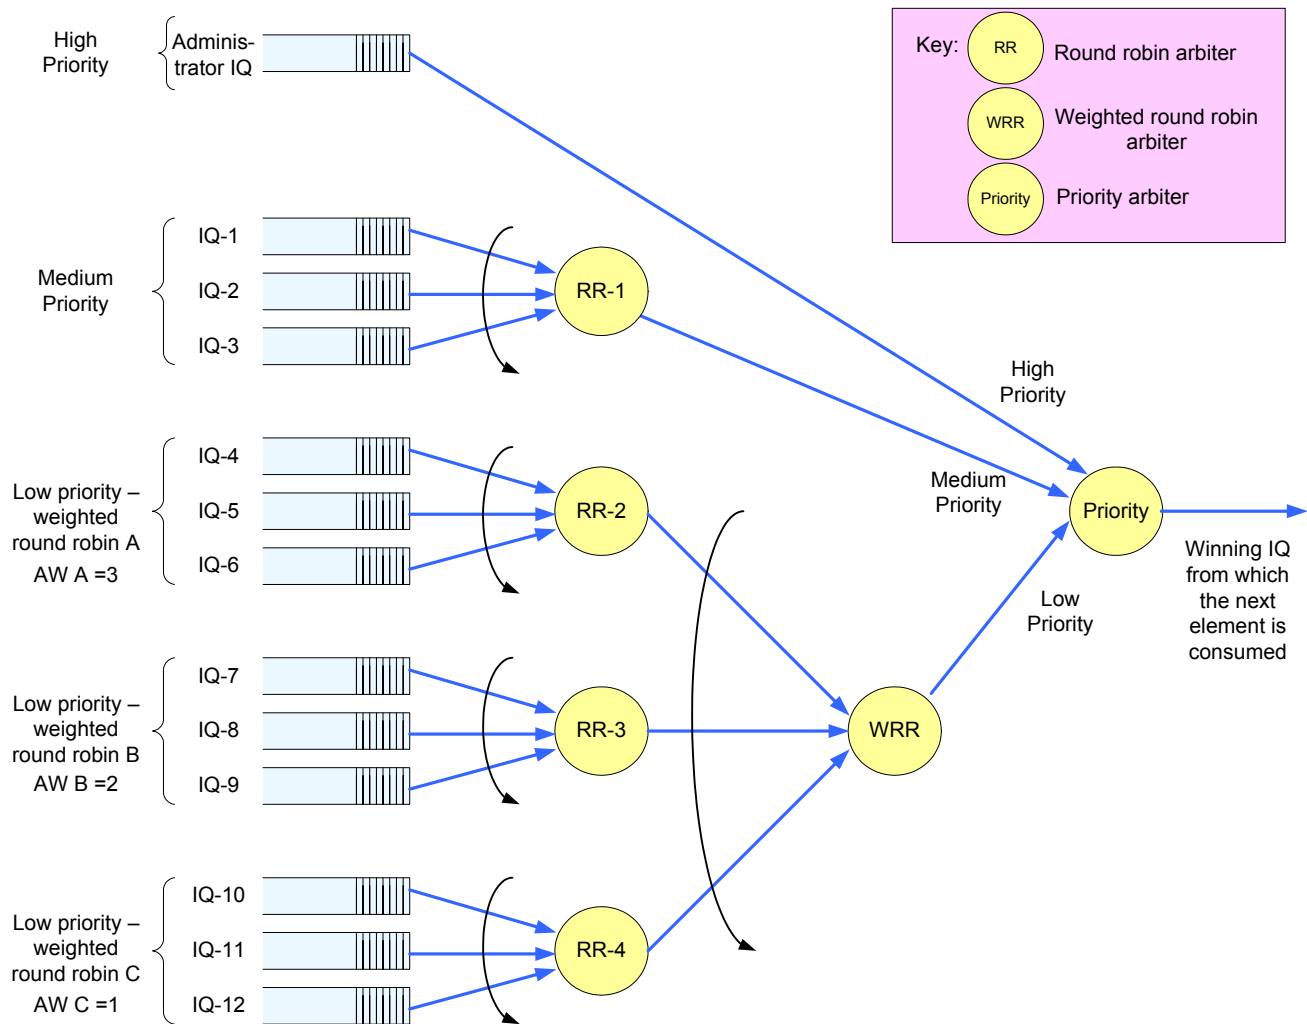 High
Priority
Adminis-
trator IQ
Key:
RR
Round robin arbiter
WRR
Weighted round robin
arbiter
Priority
Priority arbiter
Medium
Priority
IQ-1
IQ-2
IQ-3
RR-1
High
Priority
Medium
Priority
Priority
Winning IQ
from which
the next
element is
consumed
Low
Priority
Low priority –
weighted
round robin A
AW A =3
IQ-4
IQ-5
IQ-6
RR-2
Low priority –
weighted
round robin B
AW B =2
IQ-7
IQ-8
IQ-9
RR-3
WRR
Low priority –
weighted
round robin C
AW C =1
IQ-10
IQ-11
IQ-12
RR-4